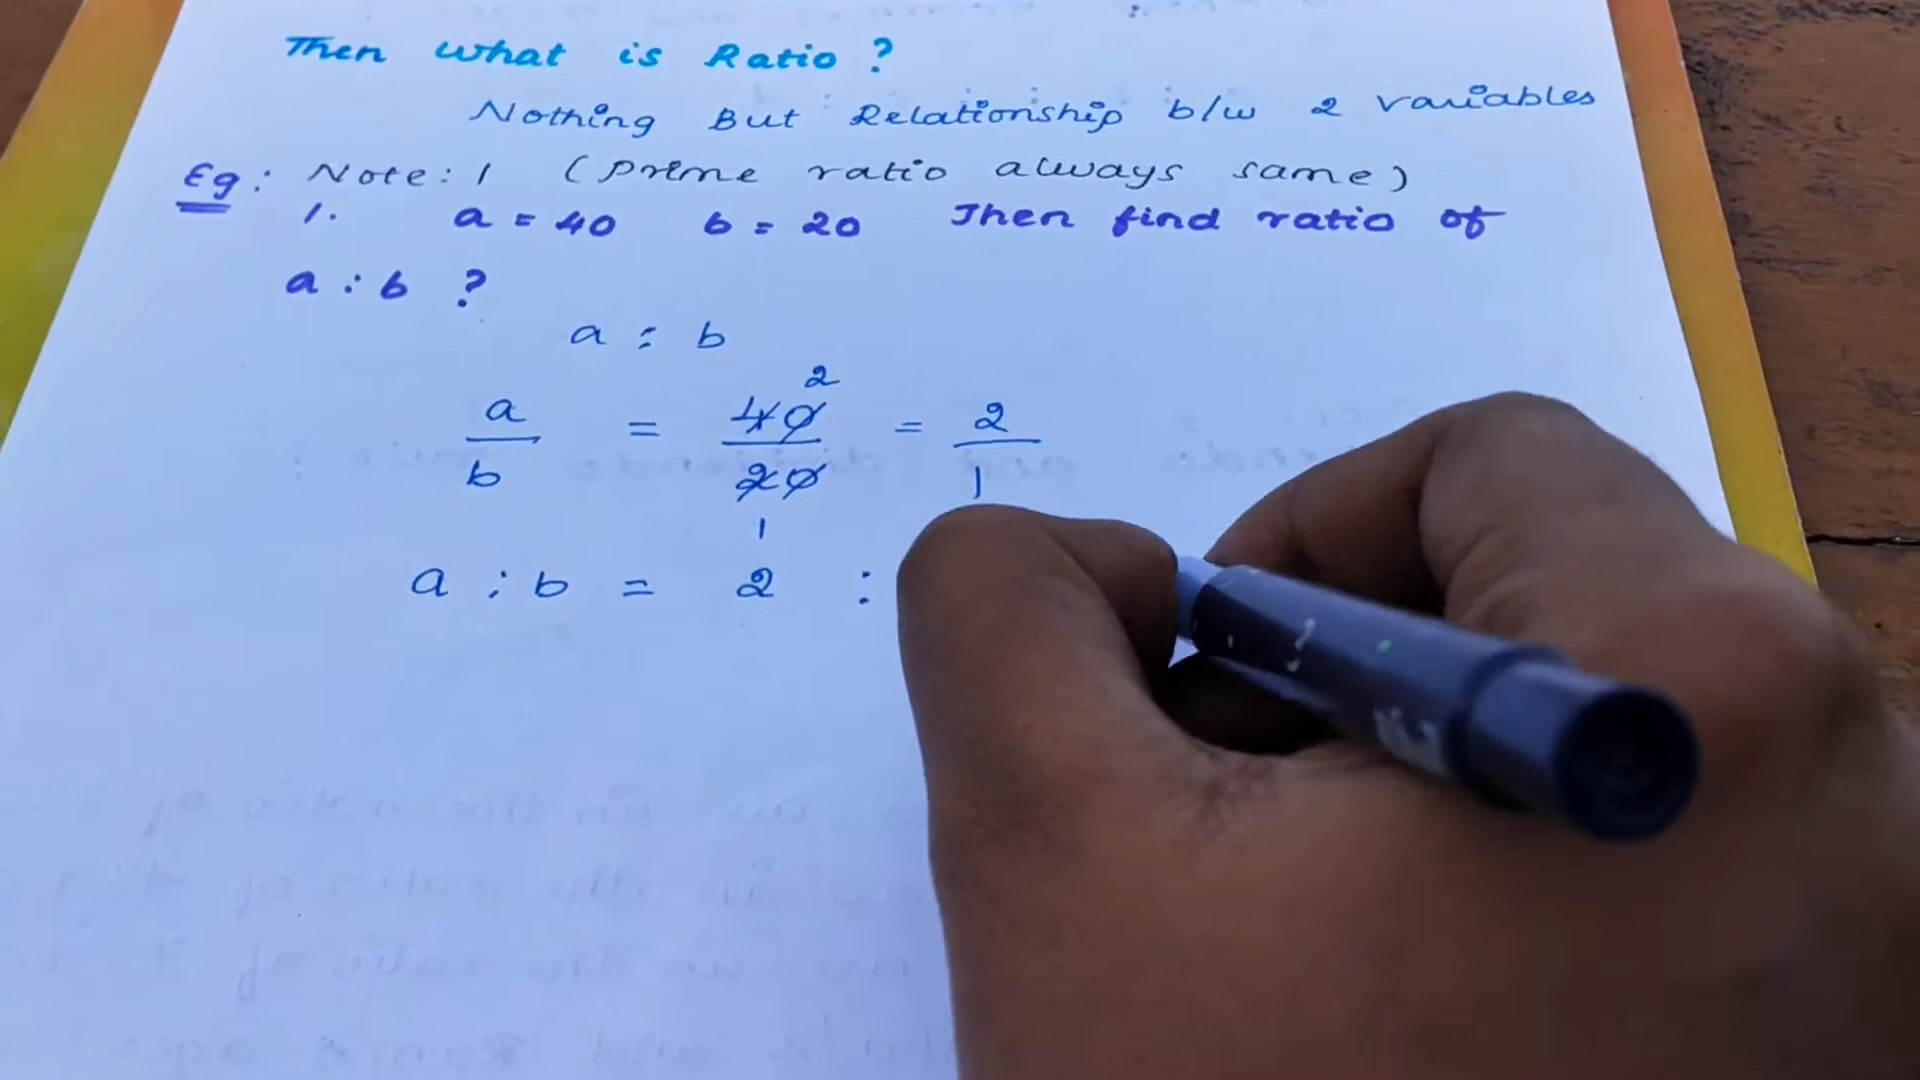 Then What is Ratio ?
Nothing But Relationship b/w 2 variables
Eg : Note : 1 ( prime ratio always same )
1. a = 40 b = 20 Then find ratio of
a : b ?
a : b
2
a/b = 40/20 = 2/1
1
a : b = 2 :